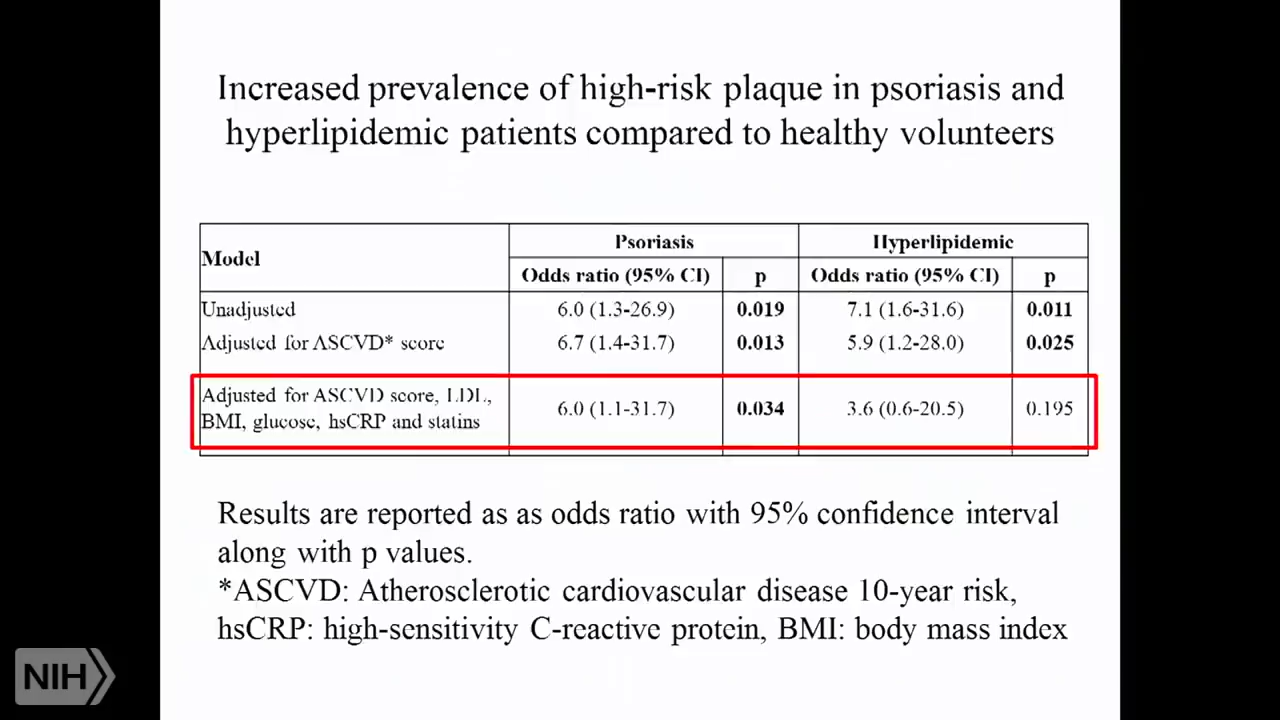 Increased prevalence of high-risk plaque in psoriasis and
hyperlipidemic patients compared to healthy volunteers
Model
Psoriasis
Hyperlipidemic
Odds ratio (95% CI)
p
Odds ratio (95% CI)
p
Unadjusted
6.0 (1.3-26.9)
0.019
7.1 (1.6-31.6)
0.011
Adjusted for ASCVD* score
6.7 (1.4-31.7)
0.013
5.9 (1.2-28.0)
0.025
Adjusted for ASCVD score, LDL,
BMI, glucose, hsCRP and statins
6.0 (1.1-31.7)
0.034
3.6 (0.6-20.5)
0.195
Results are reported as as odds ratio with 95% confidence interval
along with p values.
*ASCVD: Atherosclerotic cardiovascular disease 10-year risk,
hsCRP: high-sensitivity C-reactive protein, BMI: body mass index
NIH